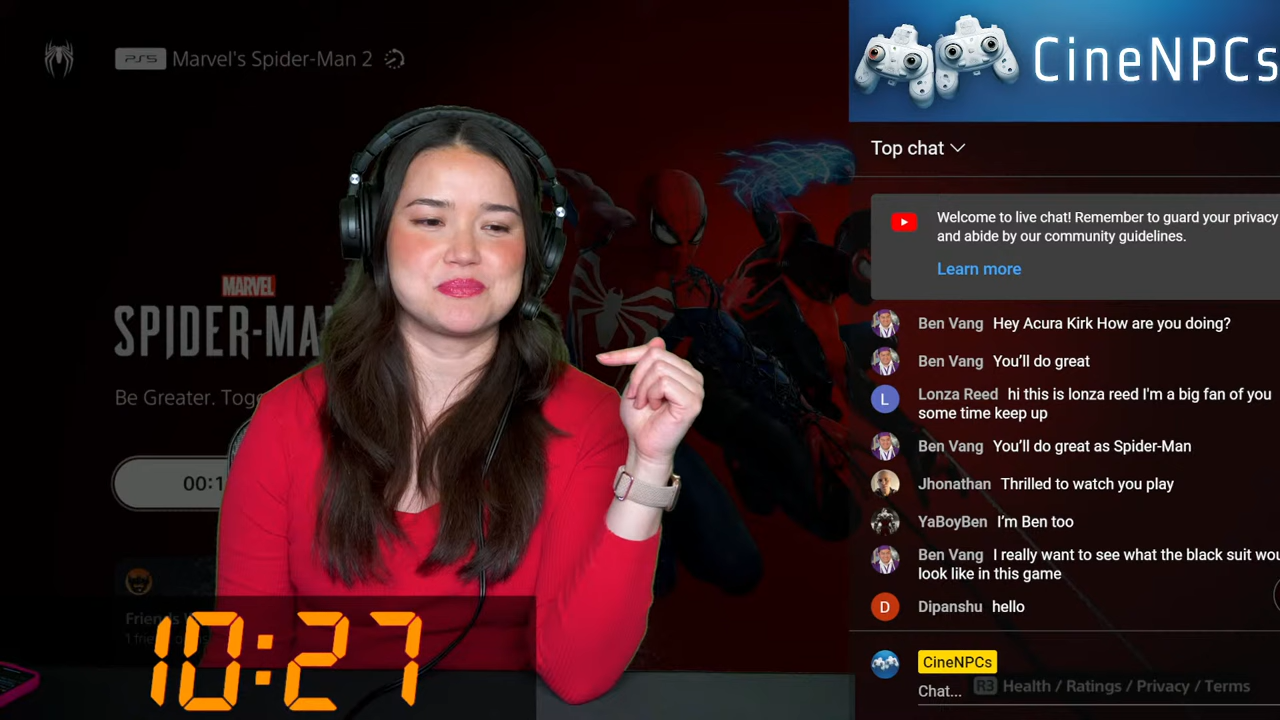 PS5 Marvel's Spider-Man 2
MARVEL
SPIDER-MA
Be Greater. Toge
00:1
Frien
10:27
CineNPCs
Top chat
Welcome to live chat! Remember to guard your privacy
and abide by our community guidelines.
Learn more
Ben Vang Hey Acura Kirk How are you doing?
Ben Vang You'll do great
L Lonza Reed hi this is lonza reed I'm a big fan of you
some time keep up
Ben Vang You'll do great as Spider-Man
Jhonathan Thrilled to watch you play
YaBoyBen I'm Ben too
Ben Vang I really want to see what the black suit wou
look like in this game
D Dipanshu hello
CineNPCs
Chat...
R3 Health / Ratings / Privacy / Terms